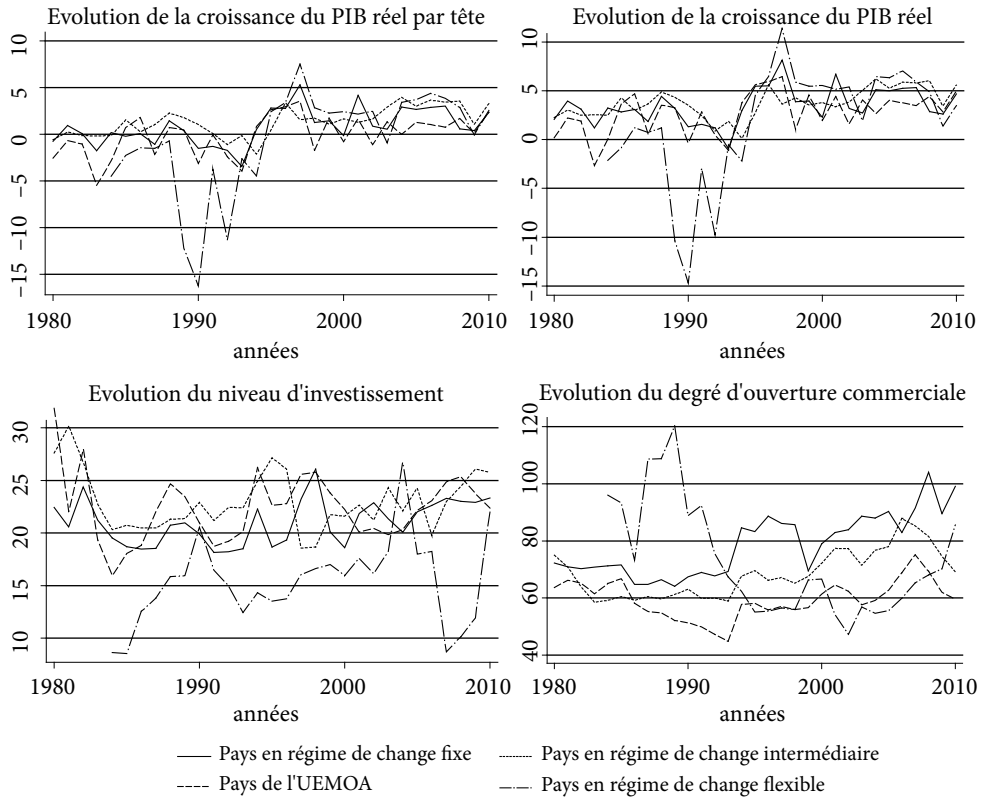 Evolution de la croissance du PIB réel par tête
10
5
0
−5
−10
−15
1980 1990 2000 2010
années
Evolution de la croissance du PIB réel
10
5
0
−5
−10
−15
1980 1990 2000 2010
années
Evolution du niveau d'investissement
30
25
20
15
10
1980 1990 2000 2010
années
Evolution du degré d'ouverture commerciale
120
100
80
60
40
1980 1990 2000 2010
années
Pays en régime de change fixe
Pays en régime de change intermédiaire
Pays de l'UEMOA
Pays en régime de change flexible